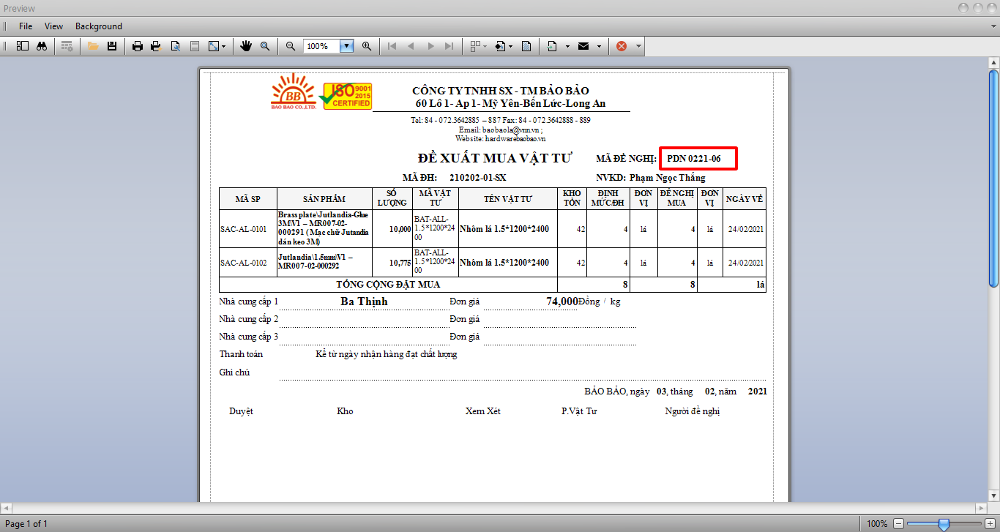 Preview
File View Background
100%
BB
BAO BAO CO.,LTD.
ISO 9001
2015
CERTIFIED
CÔNG TY TNHH SX - TM BẢO BẢO
60 Lô 1- Ap 1- Mỹ Yên-Bến Lức-Long An
Tel: 84 - 072.3642885 – 887 Fax: 84 - 072.3642888 - 889
Email: baobaola@vnn.vn ;
Website: hardwarebaobao.vn
ĐỀ XUẤT MUA VẬT TƯ MÃ ĐỀ NGHỊ: PDN 0221-06
MÃ ĐH: 210202-01-SX NVKD: Phạm Ngọc Thắng
MÃ SP SẢN PHẨM SỐ LƯỢNG MÃ VẬT TƯ TÊN VẬT TƯ KHO TỒN ĐỊNH MỨC/ĐH ĐƠN VỊ ĐỀ NGHỊ MUA ĐƠN VỊ NGÀY VỀ
SAC-AL-0101 Brass plate\Jutlandia-Glue 3M\V1 – MR007-02-000291 ( Mạc chữ Jutandia dán keo 3M) 10,000 BAT-ALL-1.5*1200*2400 Nhôm lá 1.5*1200*2400 42 4 lá 4 lá 24/02/2021
SAC-AL-0102 Jutlandia\1.5mm\V1 – MR007-02-000292 10,775 BAT-ALL-1.5*1200*2400 Nhôm lá 1.5*1200*2400 42 4 lá 4 lá 24/02/2021
TỔNG CỘNG ĐẶT MUA 8 8 lá
Nhà cung cấp 1 Ba Thịnh Đơn giá 74,000Đồng / kg
Nhà cung cấp 2 Đơn giá
Nhà cung cấp 3 Đơn giá
Thanh toán Kể từ ngày nhận hàng đạt chất lượng
Ghi chú
BẢO BẢO, ngày 03, tháng 02, năm 2021
Duyệt Kho Xem Xét P.Vật Tư Người đề nghị
Page 1 of 1 100%